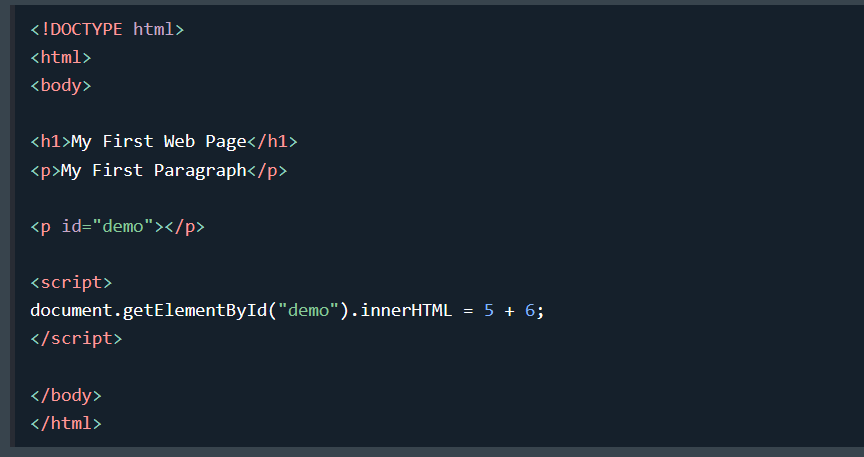 <!DOCTYPE html>
<html>
<body>
<h1>My First Web Page</h1>
<p>My First Paragraph</p>
<p id="demo"></p>
<script>
document.getElementById("demo").innerHTML = 5 + 6;
</script>
</body>
</html>